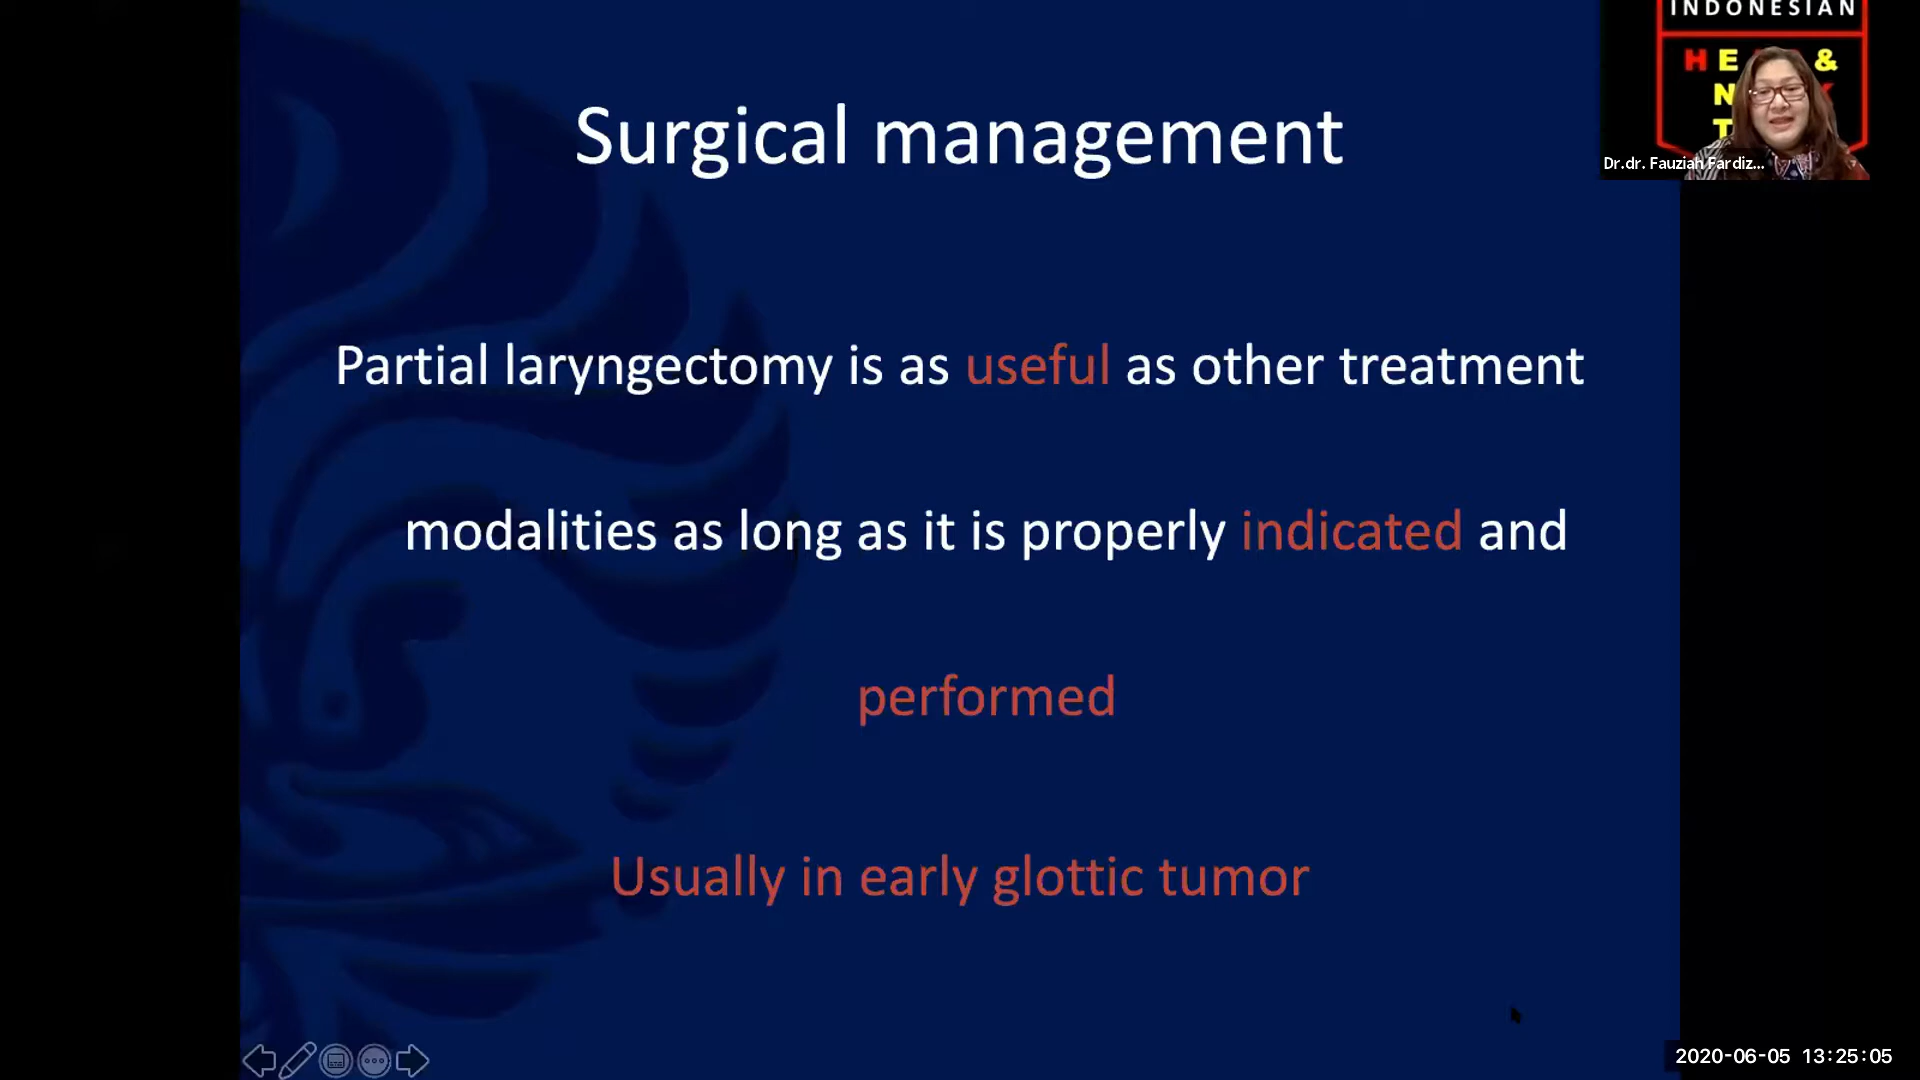 INDONESIAN
H E &
N
T
Dr.dr. Fauziah Fardiz...
Surgical management
Partial laryngectomy is as useful as other treatment
modalities as long as it is properly indicated and
performed
Usually in early glottic tumor
2020-06-05 13:25:05